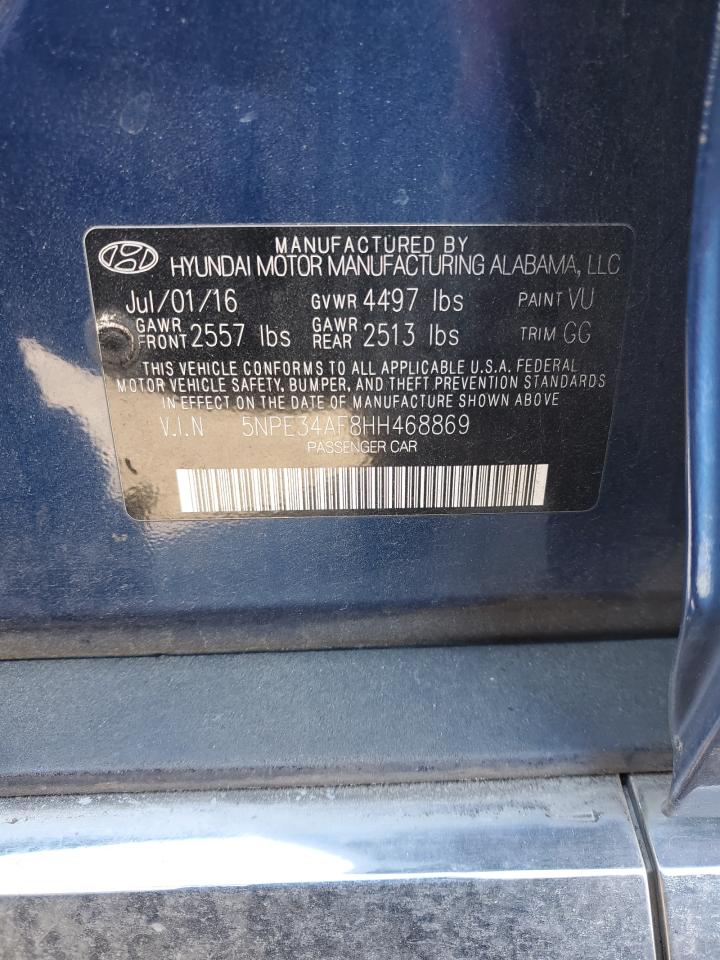 MANUFACTURED BY
HYUNDAI MOTOR MANUFACTURING ALABAMA, LLC
Jul/01/16 GVWR 4497 lbs PAINT VU
GAWR FRONT 2557 lbs GAWR REAR 2513 lbs TRIM GG
THIS VEHICLE CONFORMS TO ALL APPLICABLE U.S.A. FEDERAL
MOTOR VEHICLE SAFETY, BUMPER, AND THEFT PREVENTION STANDARDS
IN EFFECT ON THE DATE OF MANUFACTURE SHOWN ABOVE
V.I.N 5NPE34AF8HH468869
PASSENGER CAR